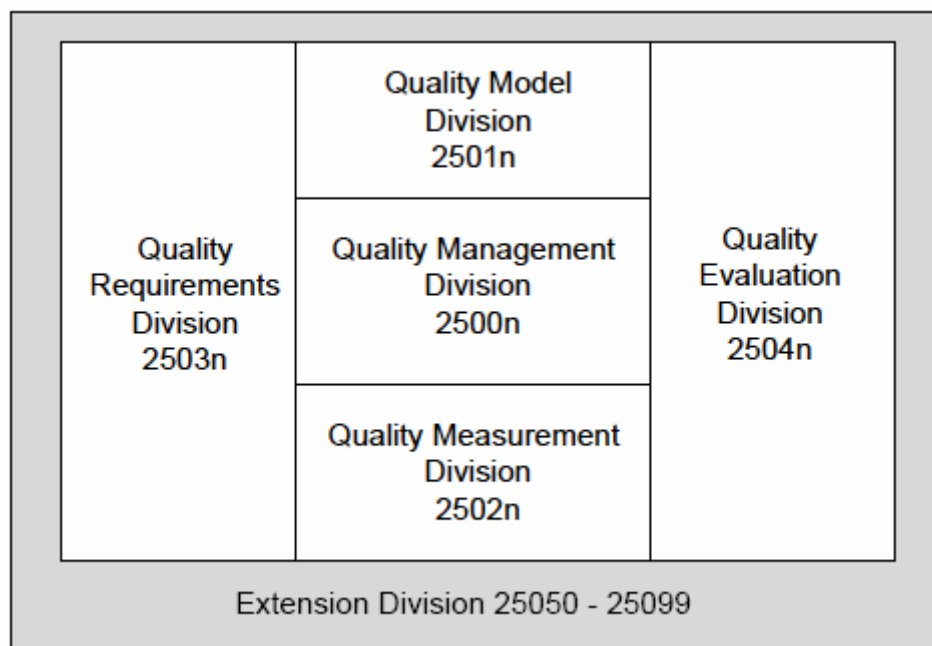 Quality Model
Division
2501n
Quality
Requirements
Division
2503n
Quality Management
Division
2500n
Quality
Evaluation
Division
2504n
Quality Measurement
Division
2502n
Extension Division 25050 - 25099